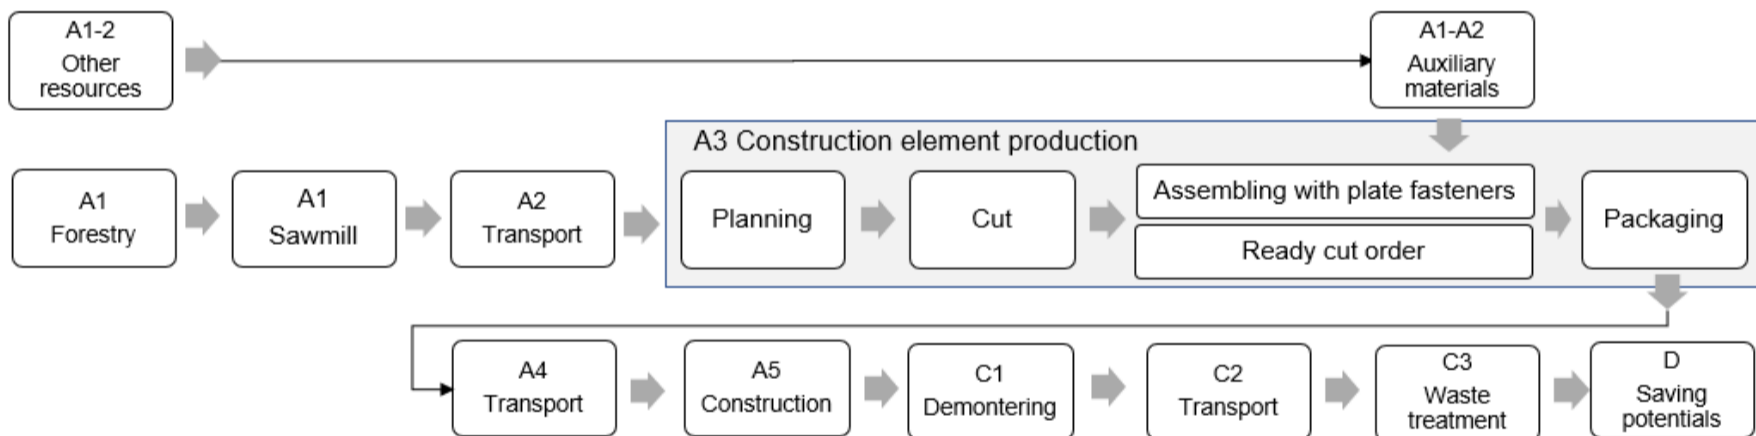 A1-2
Other
resources
A1-A2
Auxiliary
materials
A3 Construction element production
A1
Forestry
A1
Sawmill
A2
Transport
Planning
Cut
Assembling with plate fasteners
Ready cut order
Packaging
A4
Transport
A5
Construction
C1
Demontering
C2
Transport
C3
Waste
treatment
D
Saving
potentials